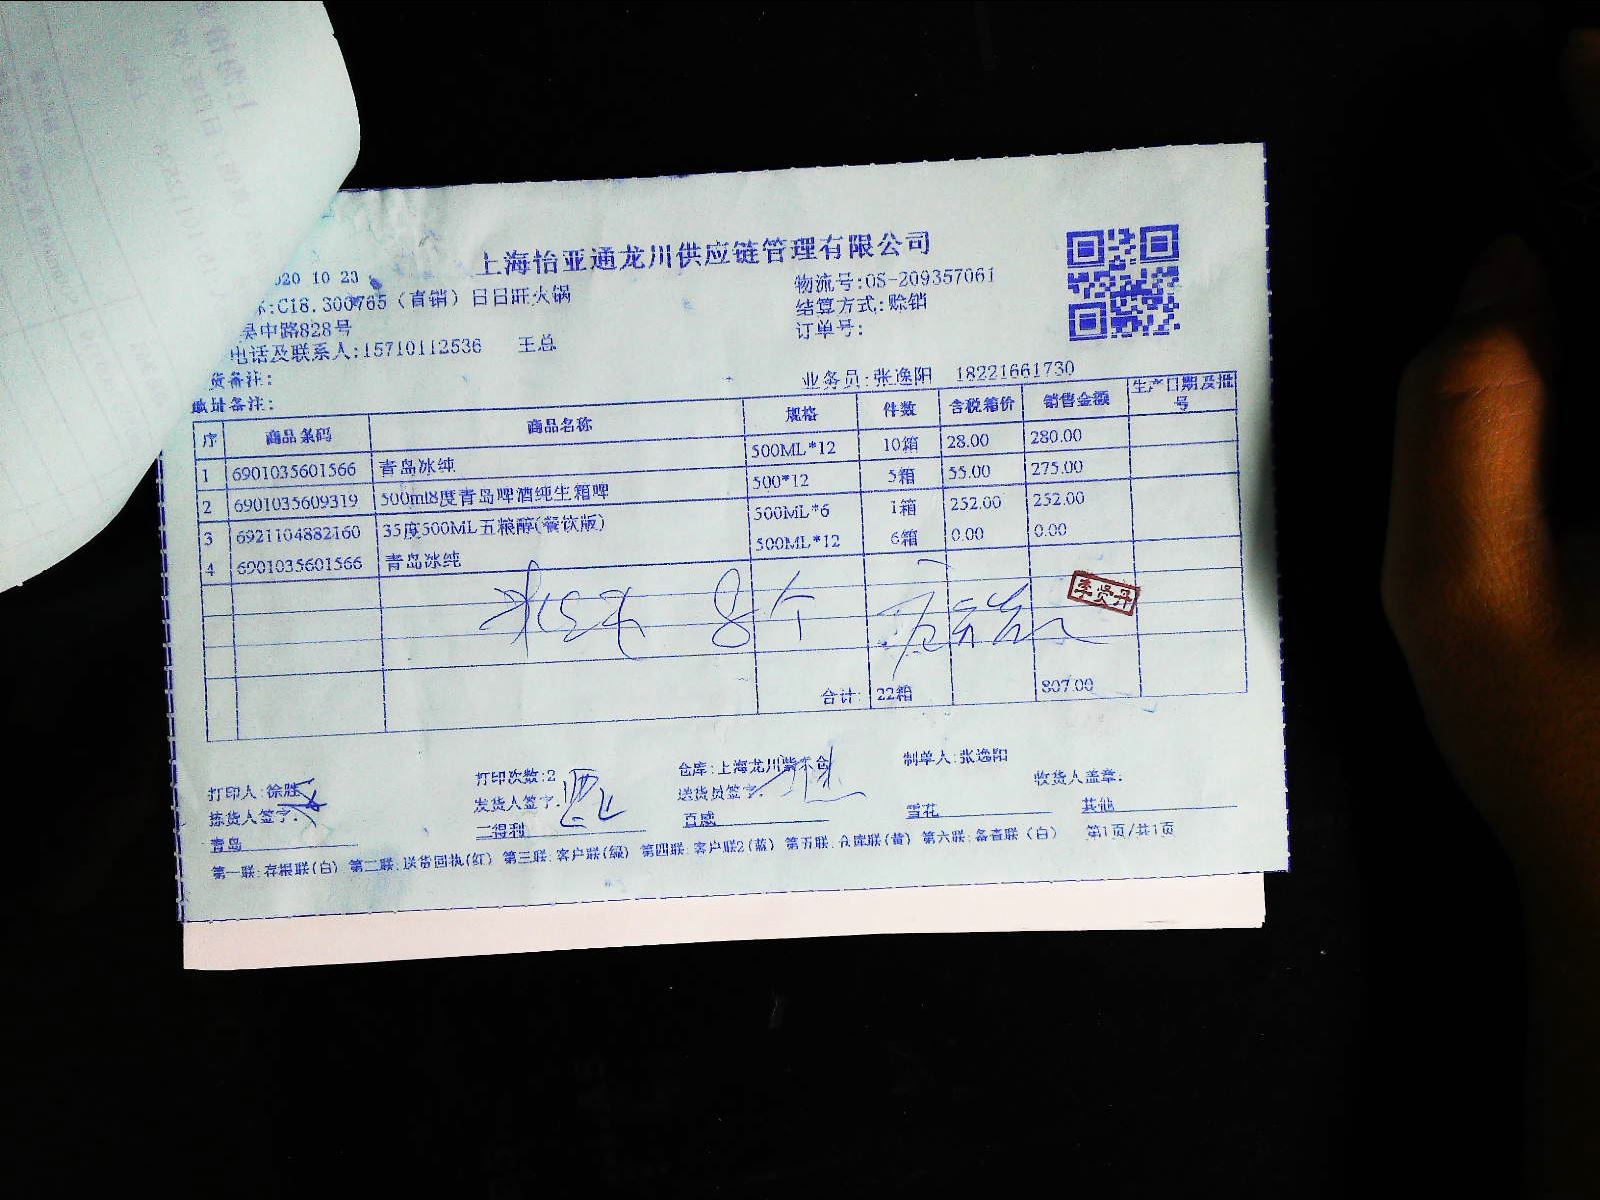 上海怡亚通龙川供应链管理有限公司
020 10 23
物流号:OS-209357061
:C18.300765（直销）日日旺火锅
结算方式:赊销
吴中路828号
订单号:
电话及联系人:15710112536 王总
货备注:
业务员:张逸阳 18221661730
地址备注:
序 商品条码 商品名称 规格 件数 含税箱价 销售金额 生产日期及批号
1 6901035601566 青岛冰纯 500ML*12 10箱 28.00 280.00
2 6901035609319 500ml8度青岛啤酒纯生箱啤 500*12 5箱 55.00 275.00
3 6921104882160 35度500ML五粮醇(餐饮版) 500ML*6 1箱 252.00 252.00
4 6901035601566 青岛冰纯 500ML*12 6箱 0.00 0.00
李贤丹
合计: 22箱 807.00
打印人:徐胜 打印次数:2 仓库:上海龙川紫东仓 制单人:张逸阳
拣货人签字: 发货人签字: 送货员签字: 收货人盖章:
青岛 三得利 百威 雪花 其他
第一联:存根联(白) 第二联:送货回执(红) 第三联:客户联(绿) 第四联:客户联2(蓝) 第五联:仓库联(黄) 第六联:备查联(白) 第1页/共1页